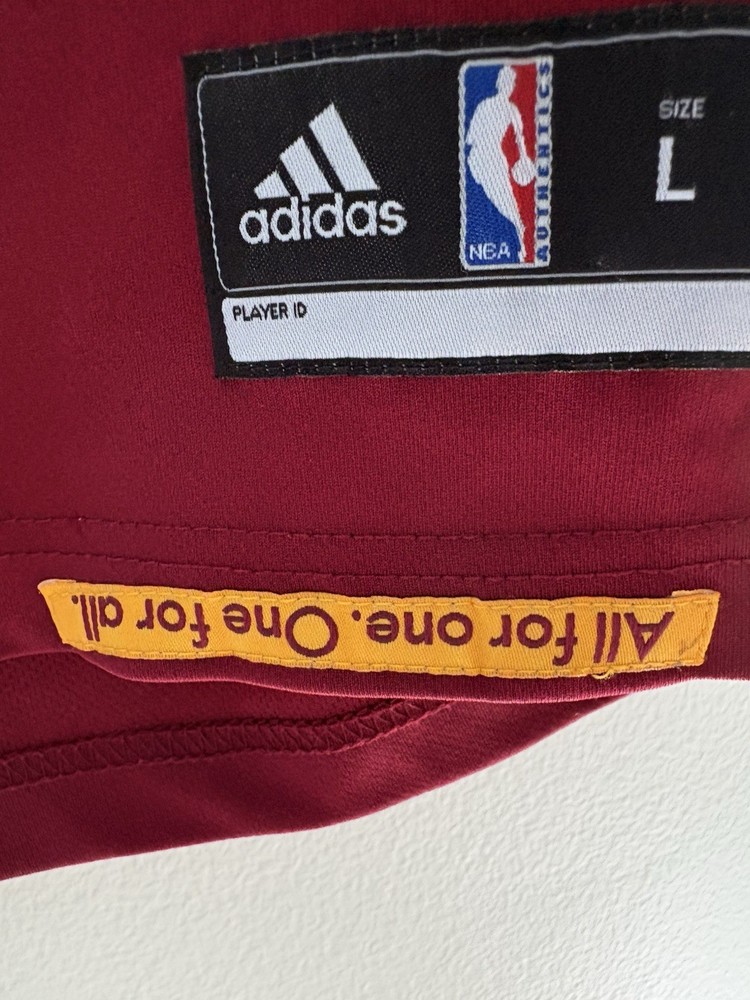 adidas
NBA
AUTHENTICS
SIZE
L
PLAYER ID
All for one. One for all.